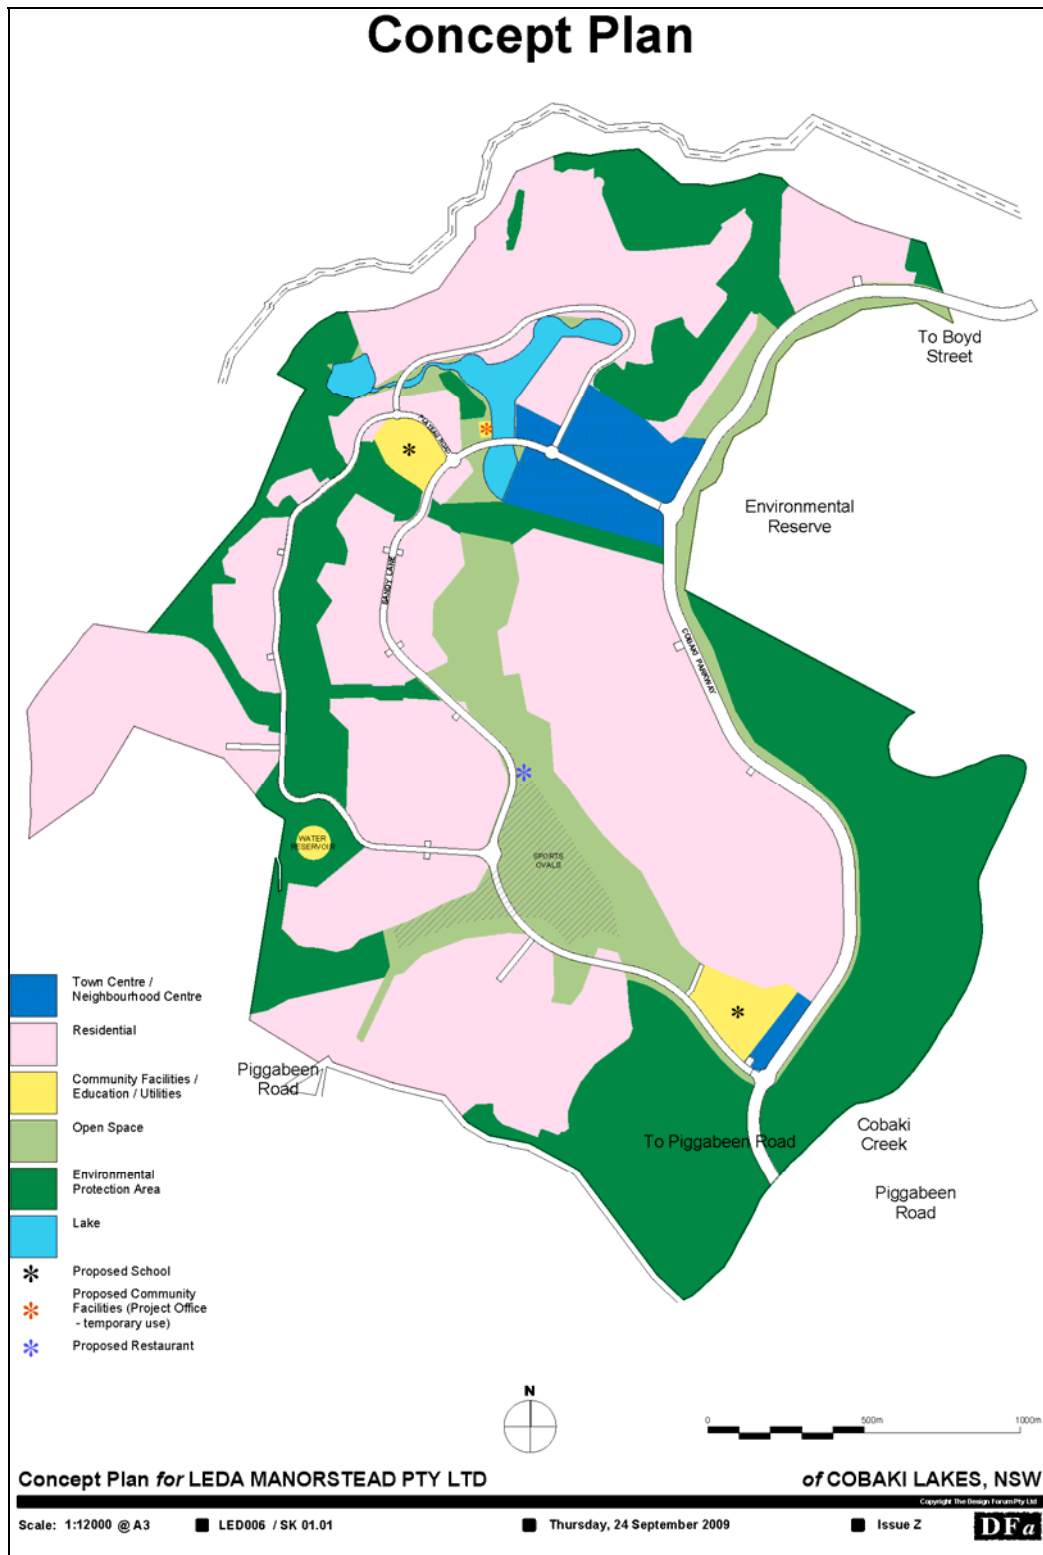 Concept Plan
To Boyd
Street
PLATEAU ROAD
Environmental
Reserve
SANDY LANE
COBAKI PARKWAY
WATER
RESERVOIR
SPORTS
OVALS
Town Centre /
Neighbourhood Centre
Residential
Community Facilities /
Education / Utilities
Open Space
Environmental
Protection Area
Lake
Proposed School
Proposed Community
Facilities (Project Office
- temporary use)
Proposed Restaurant
Piggabeen
Road
To Piggabeen Road
Cobaki
Creek
Piggabeen
Road
N
0 500m 1000m
Concept Plan for LEDA MANORSTEAD PTY LTD of COBAKI LAKES, NSW
Copyright The Design Forum Pty Ltd
Scale: 1:12000 @ A3 LED006 / SK 01.01 Thursday, 24 September 2009 Issue Z DFa